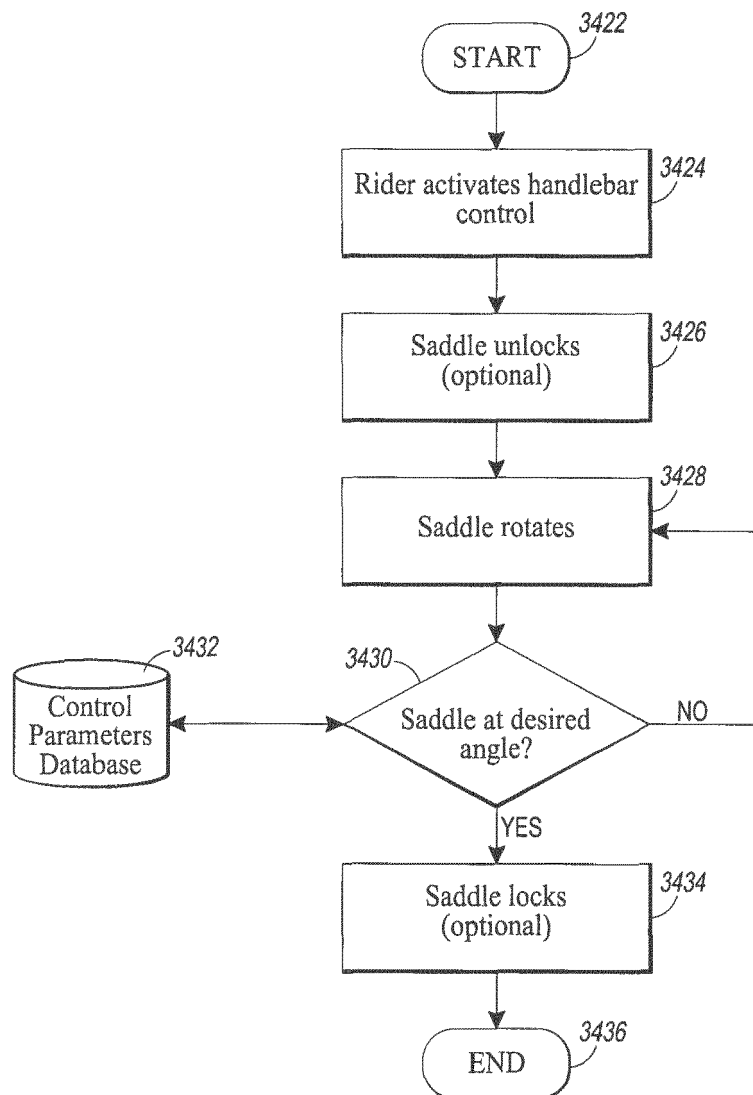 3422
START
3424
Rider activates handlebar
control
3426
Saddle unlocks
(optional)
3428
Saddle rotates
3432
Control
Parameters
Database
3430
Saddle at desired
angle?
NO
YES
3434
Saddle locks
(optional)
3436
END